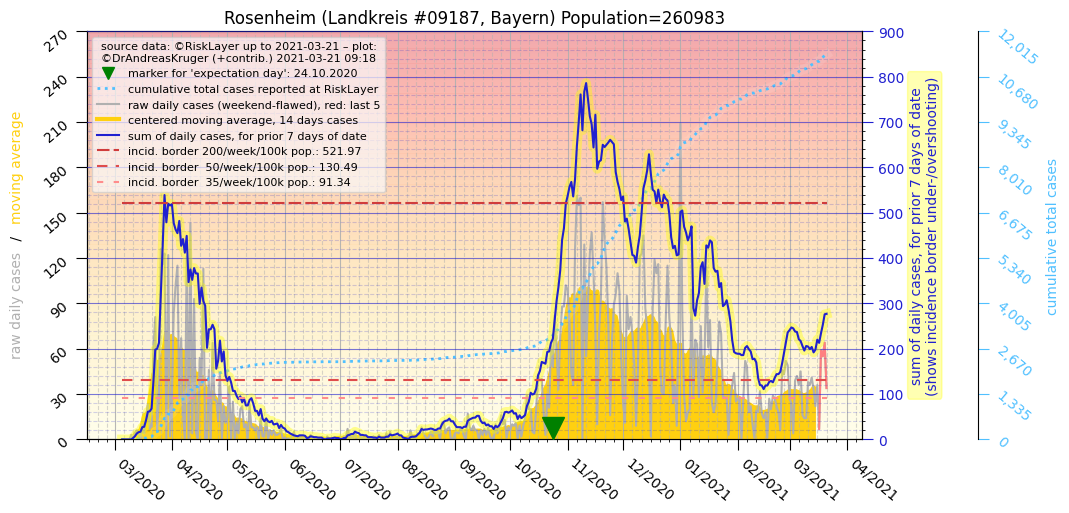 Rosenheim (Landkreis #09187, Bayern) Population=260983
source data: ©RiskLayer up to 2021-03-21 – plot:
©DrAndreasKruger (+contrib.) 2021-03-21 09:18
marker for 'expectation day': 24.10.2020
cumulative total cases reported at RiskLayer
raw daily cases (weekend-flawed), red: last 5
centered moving average, 14 days cases
sum of daily cases, for prior 7 days of date
incid. border 200/week/100k pop.: 521.97
incid. border  50/week/100k pop.: 130.49
incid. border  35/week/100k pop.: 91.34
raw daily cases / moving average
270
240
210
180
150
120
90
60
30
0
03/2020
04/2020
05/2020
06/2020
07/2020
08/2020
09/2020
10/2020
11/2020
12/2020
01/2021
02/2021
03/2021
04/2021
900
800
700
600
500
400
300
200
100
0
sum of daily cases, for prior 7 days of date
(shows incidence border under-/overshooting)
12,015
10,680
9,345
8,010
6,675
5,340
4,005
2,670
1,335
0
cumulative total cases